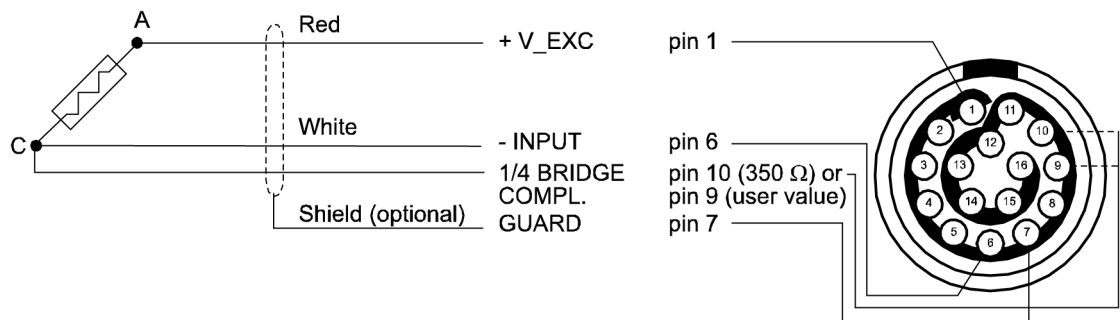 A
Red
+ V_EXC
pin 1
C
White
- INPUT
pin 6
1/4 BRIDGE
pin 10 (350 Ω) or
COMPL.
pin 9 (user value)
Shield (optional)
GUARD
pin 7
1
11
2
10
12
3
13
16
9
4
14
15
8
5
6
7